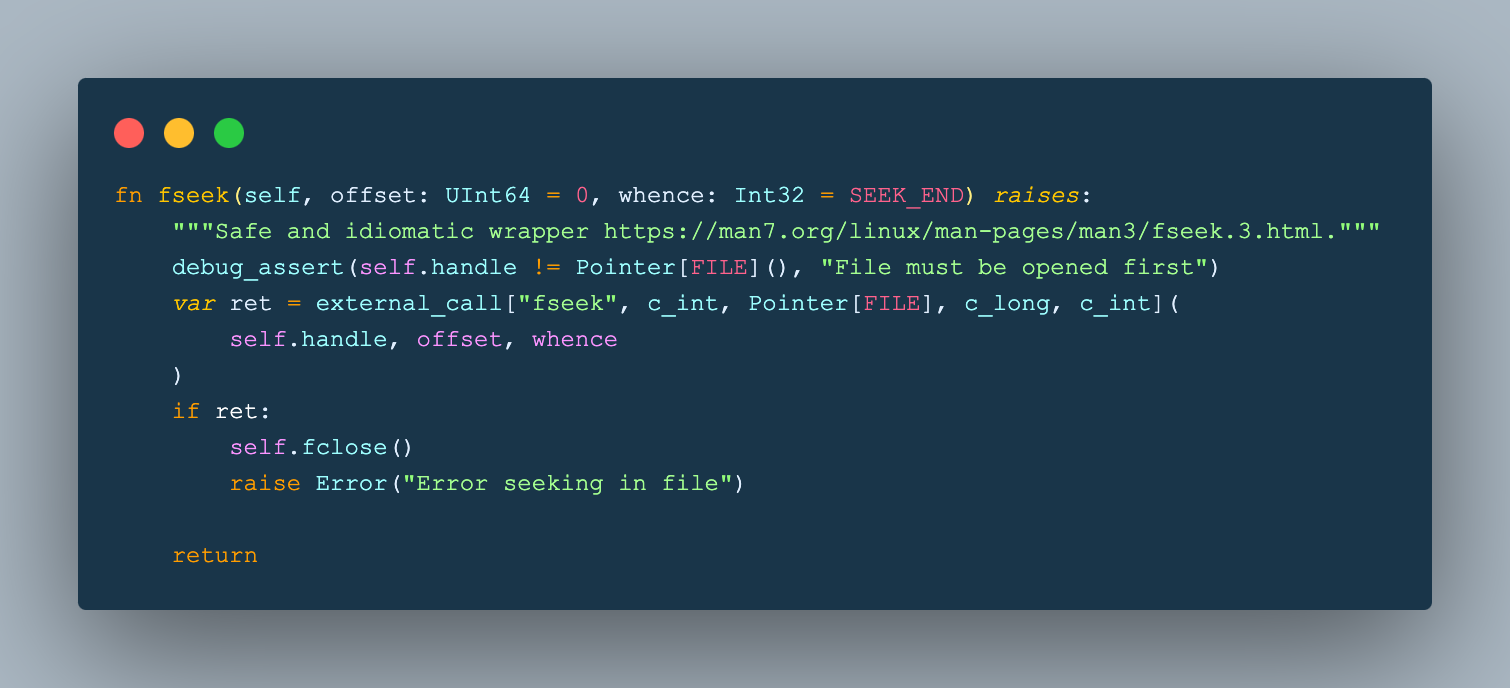 fn fseek(self, offset: UInt64 = 0, whence: Int32 = SEEK_END) raises:
    """Safe and idiomatic wrapper https://man7.org/linux/man-pages/man3/fseek.3.html."""
    debug_assert(self.handle != Pointer[FILE](), "File must be opened first")
    var ret = external_call["fseek", c_int, Pointer[FILE], c_long, c_int](
        self.handle, offset, whence
    )
    if ret:
        self.fclose()
        raise Error("Error seeking in file")

    return